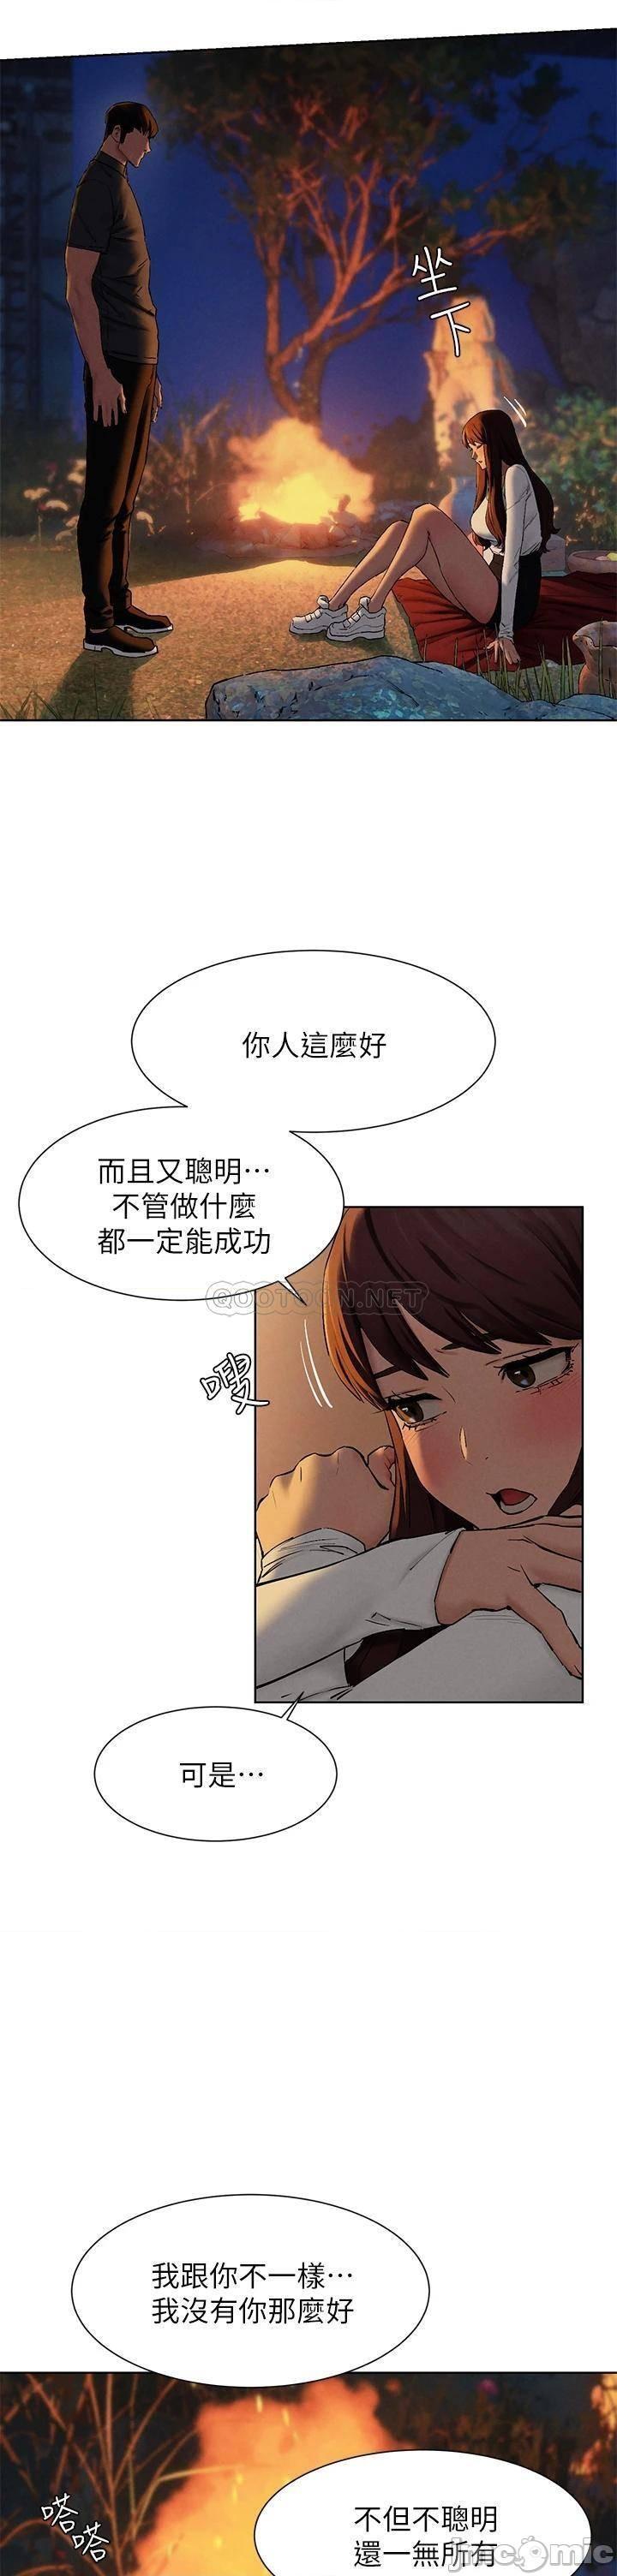 坐下
你人這麼好
而且又聰明⋯
不管做什麼
都一定能成功
QOOTOON.NET
嗖
可是⋯
我跟你不一樣⋯
我沒有你那麼好
嗒嗒
不但不聰明
還一無所有
jmcomic